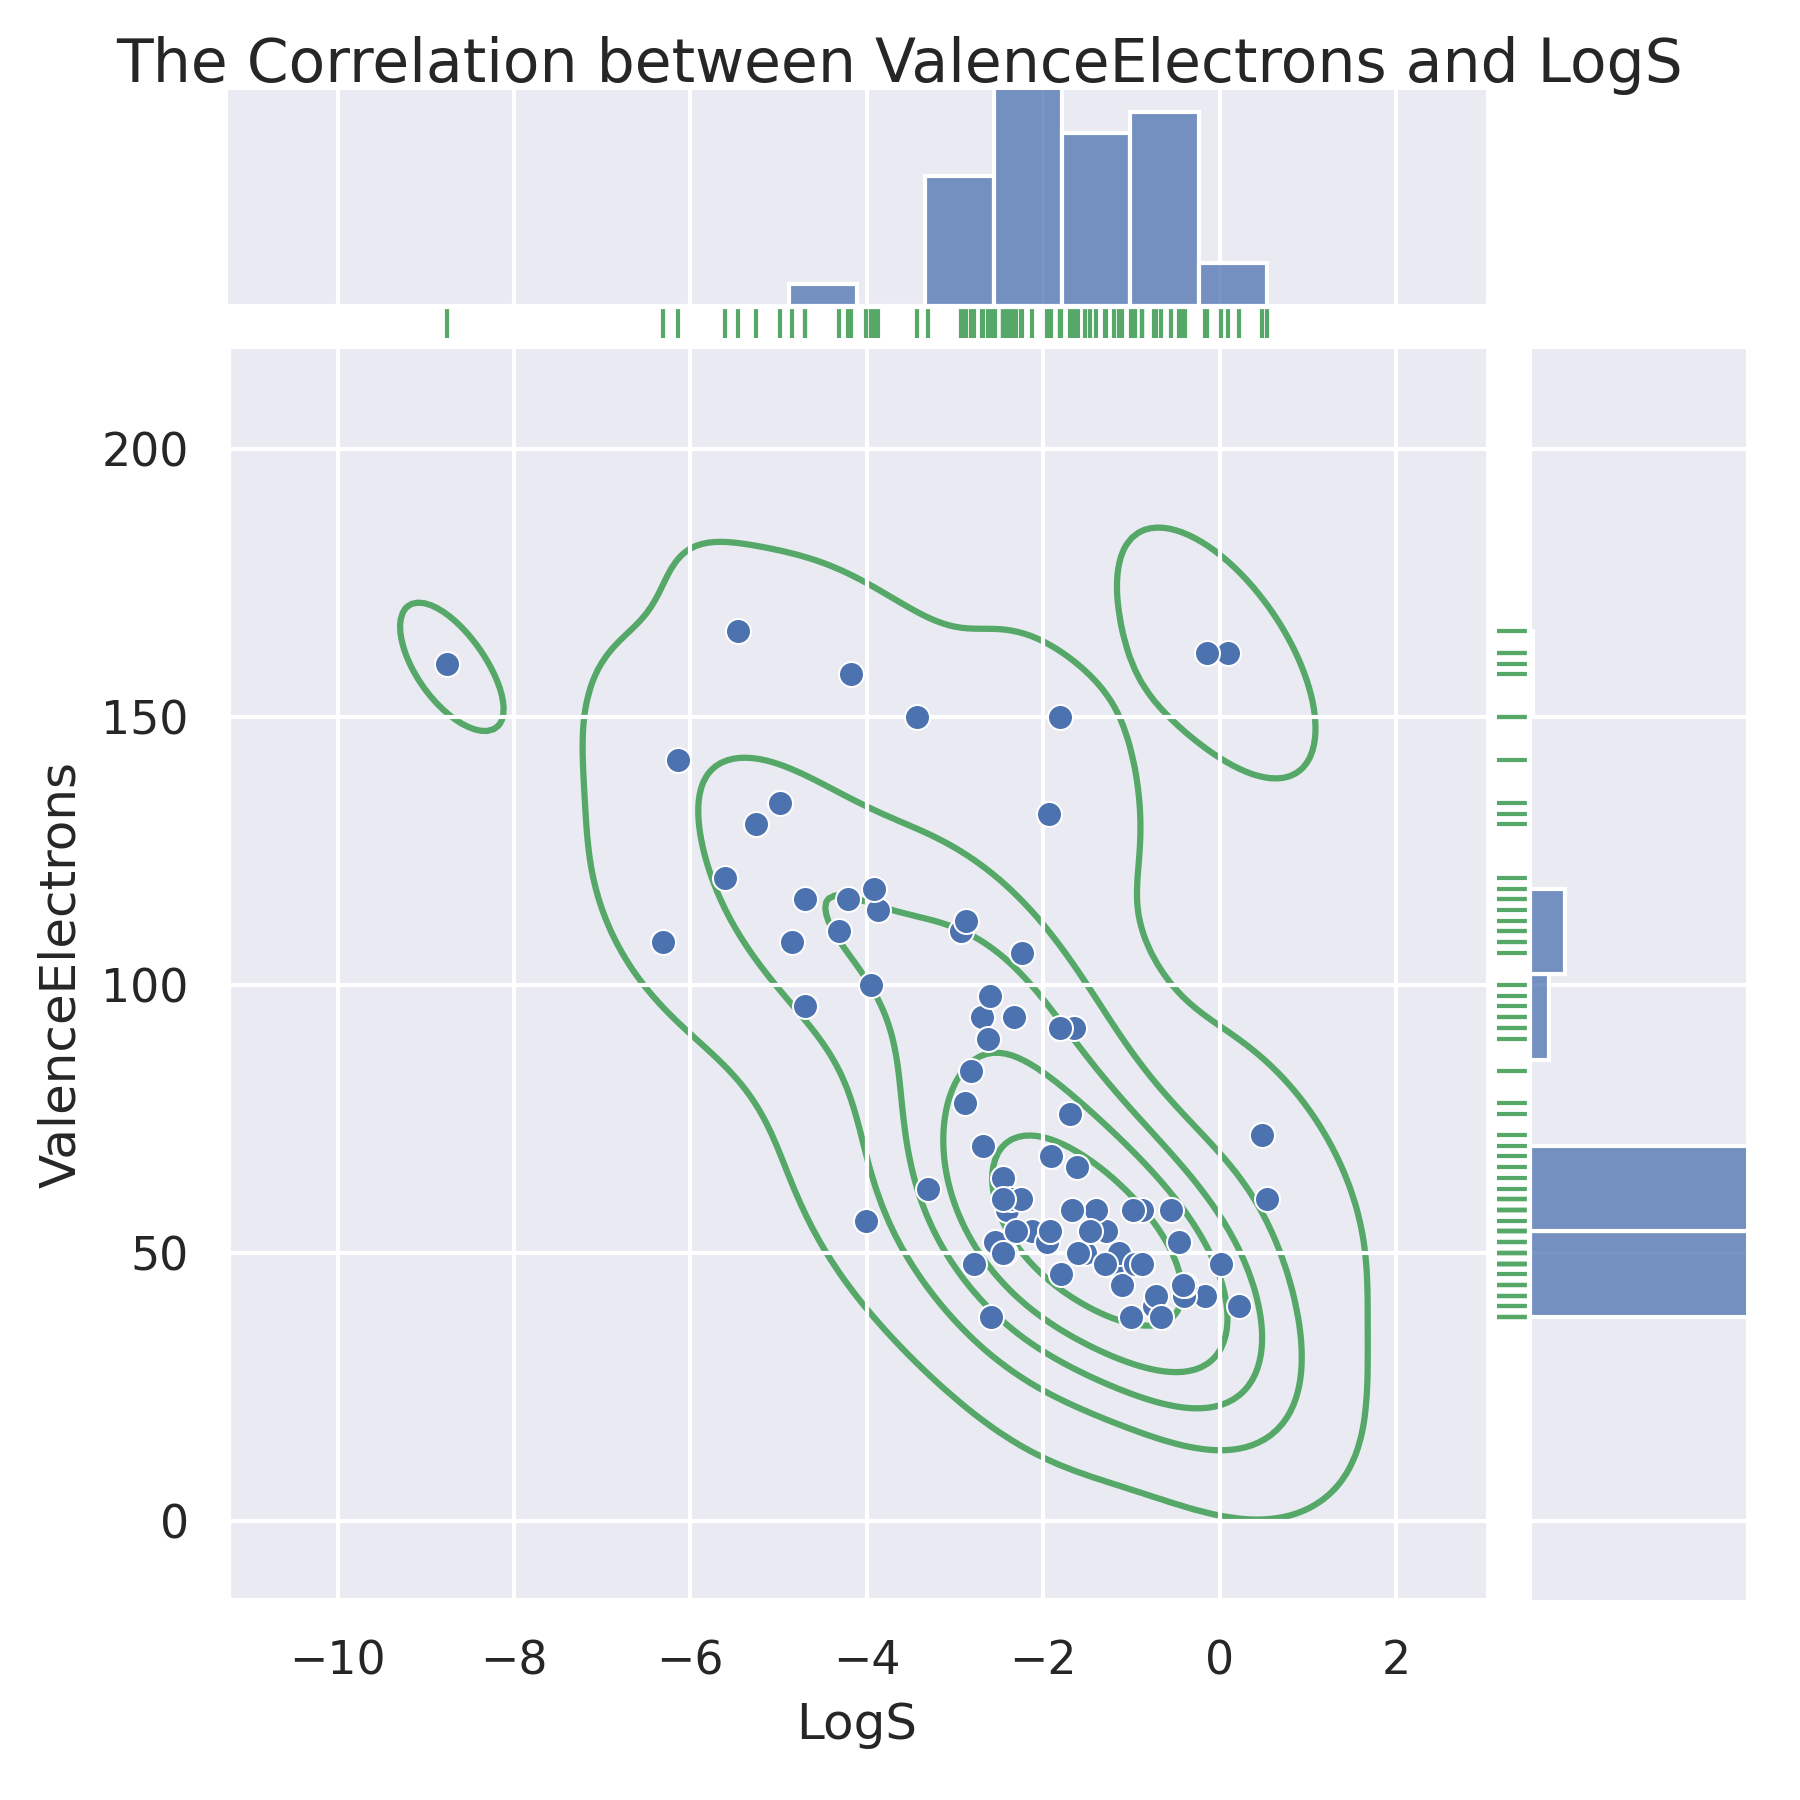 The Correlation between ValenceElectrons and LogS
200
150
100
50
0
ValenceElectrons
−10 −8 −6 −4 −2 0 2
LogS